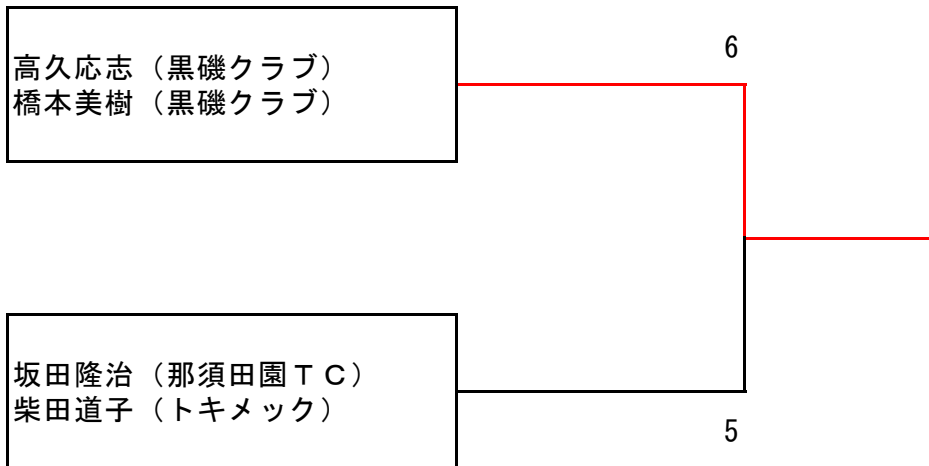 高久応志（黒磯クラブ）
橋本美樹（黒磯クラブ）
6
坂田隆治（那須田園ＴＣ）
柴田道子（トキメック）
5